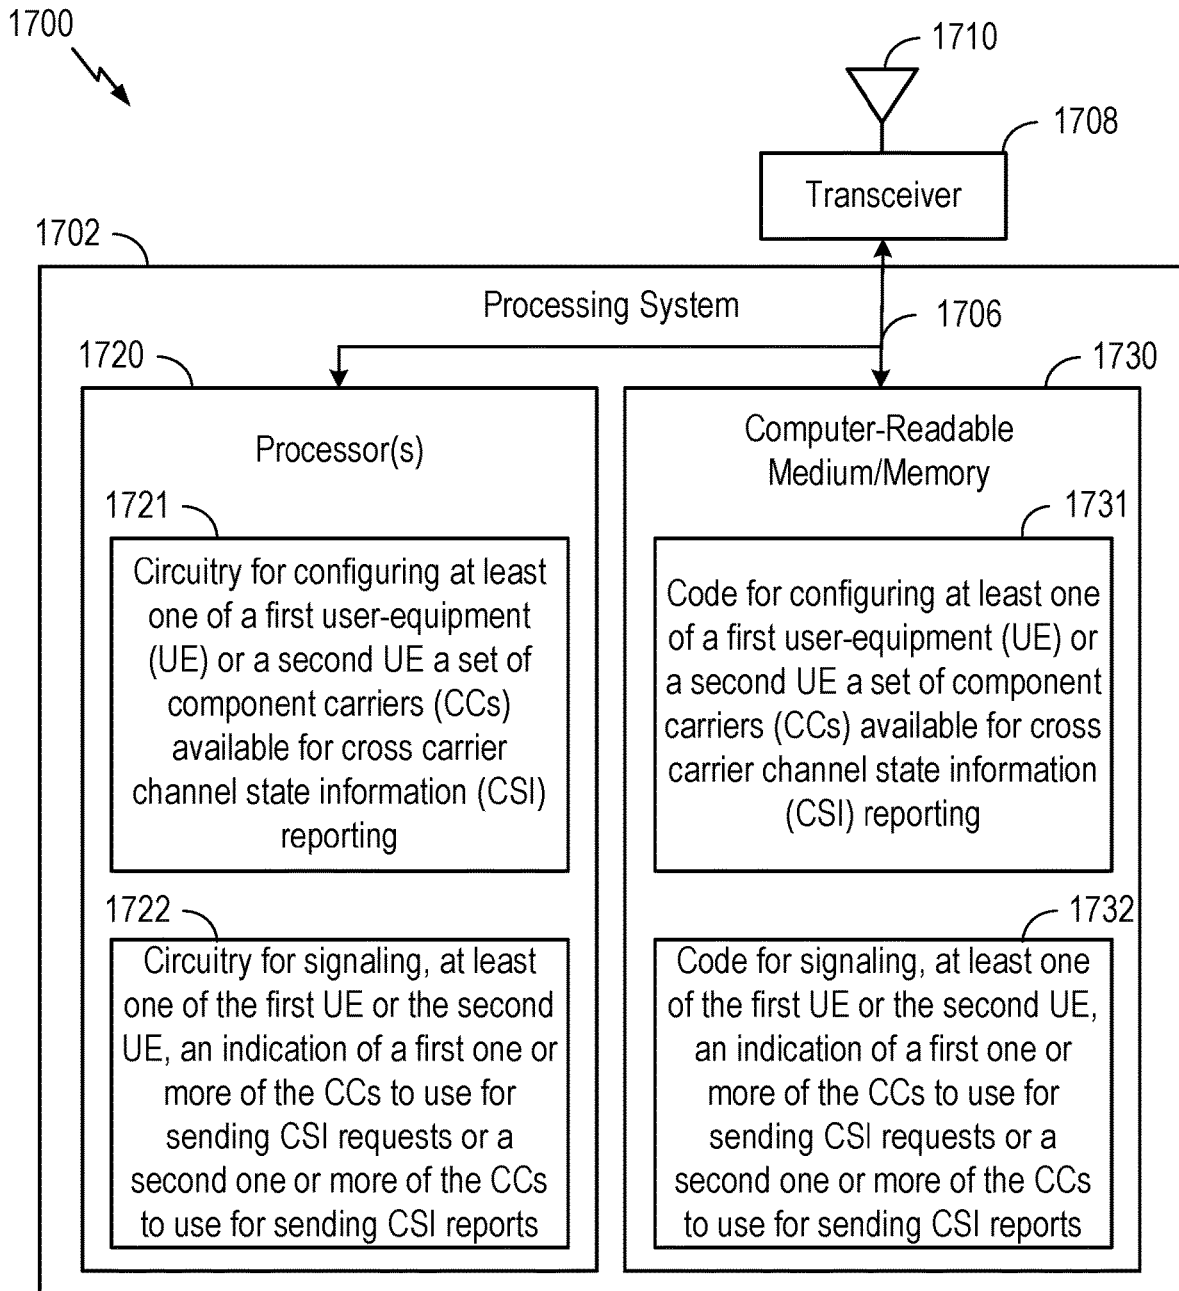 1700
1710
1708
Transceiver
1702
Processing System
1706
1720
1730
Processor(s)
Computer-Readable
Medium/Memory
1721
Circuitry for configuring at least
one of a first user-equipment
(UE) or a second UE a set of
component carriers (CCs)
available for cross carrier
channel state information (CSI)
reporting
1731
Code for configuring at least one
of a first user-equipment (UE) or
a second UE a set of component
carriers (CCs) available for cross
carrier channel state information
(CSI) reporting
1722
Circuitry for signaling, at least
one of the first UE or the second
UE, an indication of a first one or
more of the CCs to use for
sending CSI requests or a
second one or more of the CCs
to use for sending CSI reports
1732
Code for signaling, at least one
of the first UE or the second UE,
an indication of a first one or
more of the CCs to use for
sending CSI requests or a
second one or more of the CCs
to use for sending CSI reports